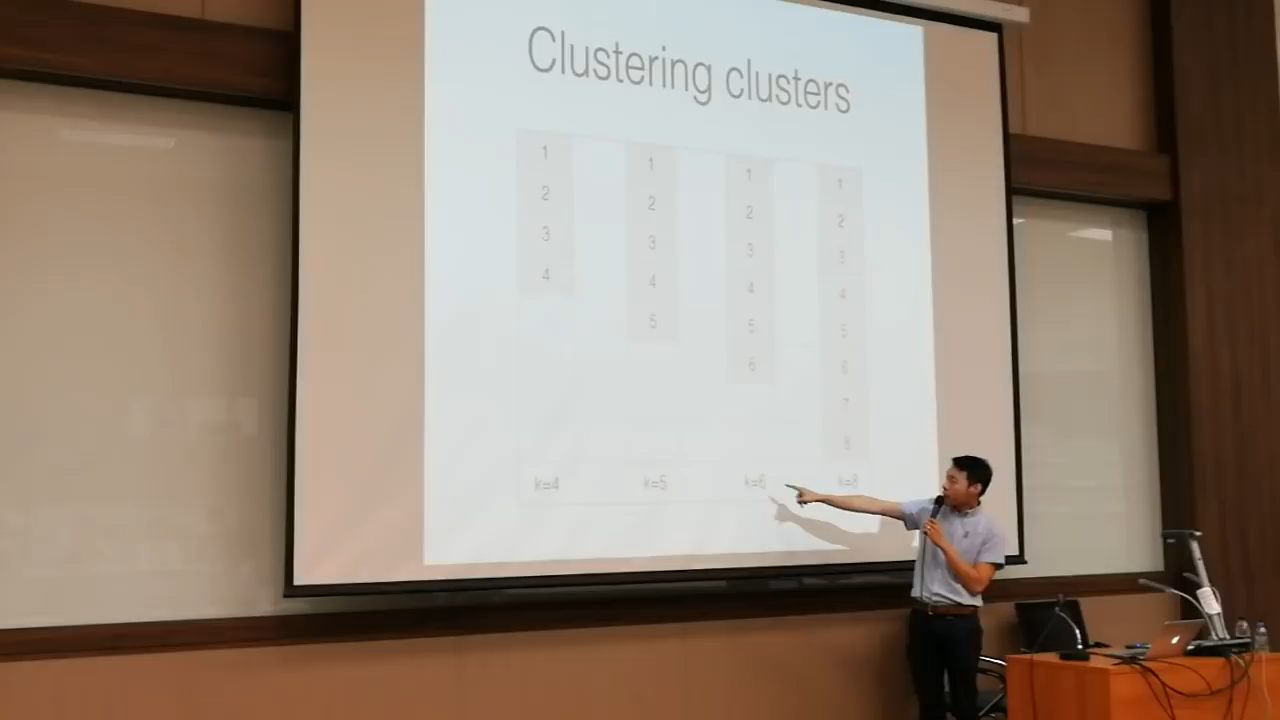 Clustering clusters
1 1 1 1
2 2 2 2
3 3 3 3
4 4 4 4
5 5 5
6 6
7
8
k=4 k=5 k=6 k=8